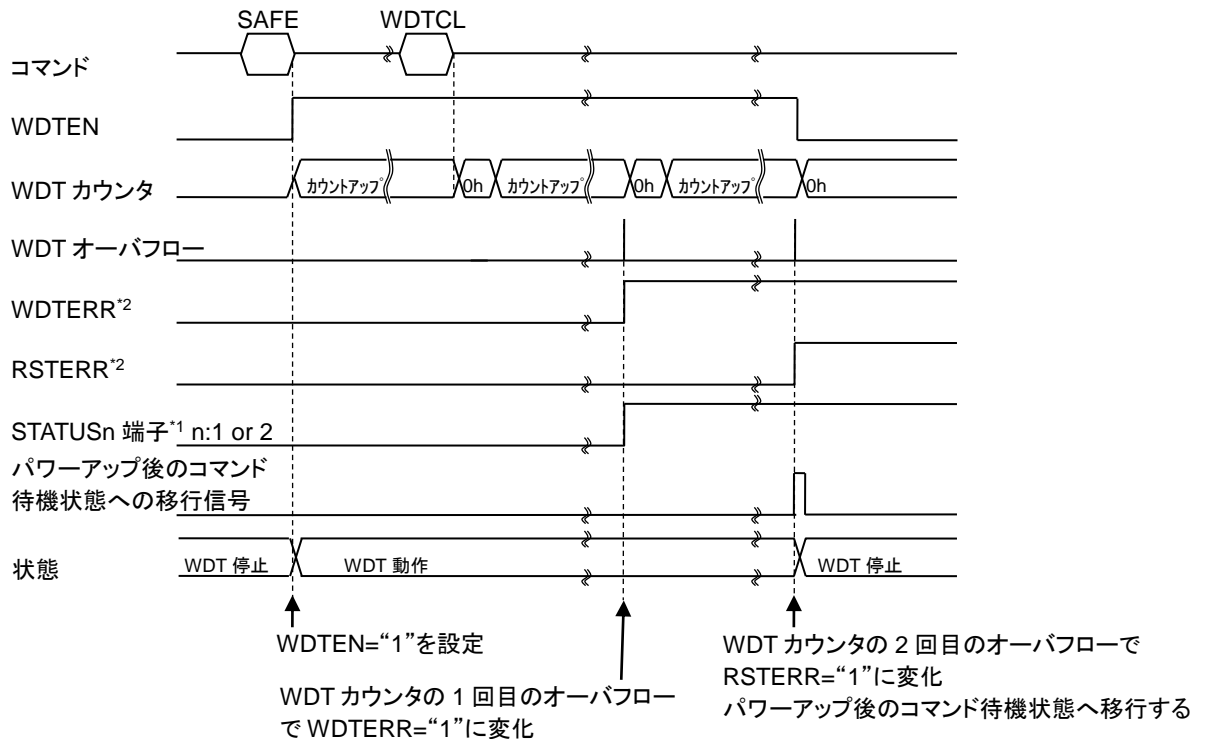 SAFE WDTCL
コマンド
WDTEN
WDT カウンタ カウントアップ 0h カウントアップ 0h カウントアップ 0h
WDT オーバフロー
WDTERR*2
RSTERR*2
STATUSn 端子*1 n:1 or 2
パワーアップ後のコマンド
待機状態への移行信号
状態 WDT 停止 WDT 動作 WDT 停止
WDTEN=“1”を設定
WDT カウンタの 1 回目のオーバフロー
で WDTERR=“1”に変化
WDT カウンタの 2 回目のオーバフローで
RSTERR=“1”に変化
パワーアップ後のコマンド待機状態へ移行する